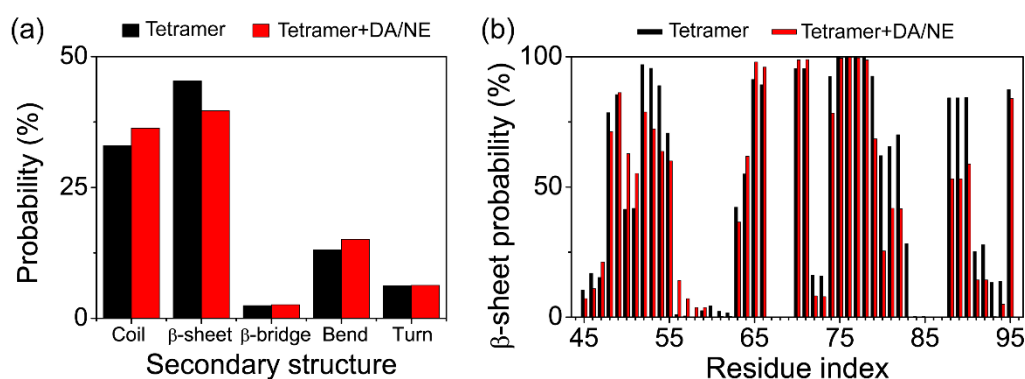 (a)
Tetramer
Tetramer+DA/NE
Probability (%)
50
25
0
Coil
β-sheet
β-bridge
Bend
Turn
Secondary structure
(b)
Tetramer
Tetramer+DA/NE
β-sheet probability (%)
100
50
0
45
55
65
75
85
95
Residue index